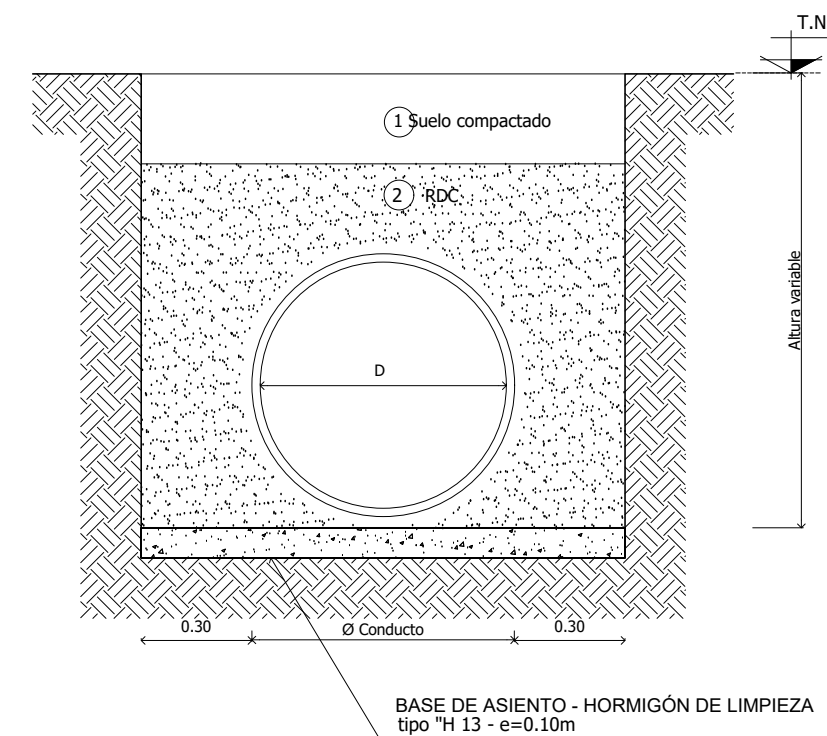 T.N
1 Suelo compactado
2 RDC
Altura variable
D
0.30
Ø Conducto
0.30
BASE DE ASIENTO - HORMIGÓN DE LIMPIEZA
tipo "H 13 - e=0.10m